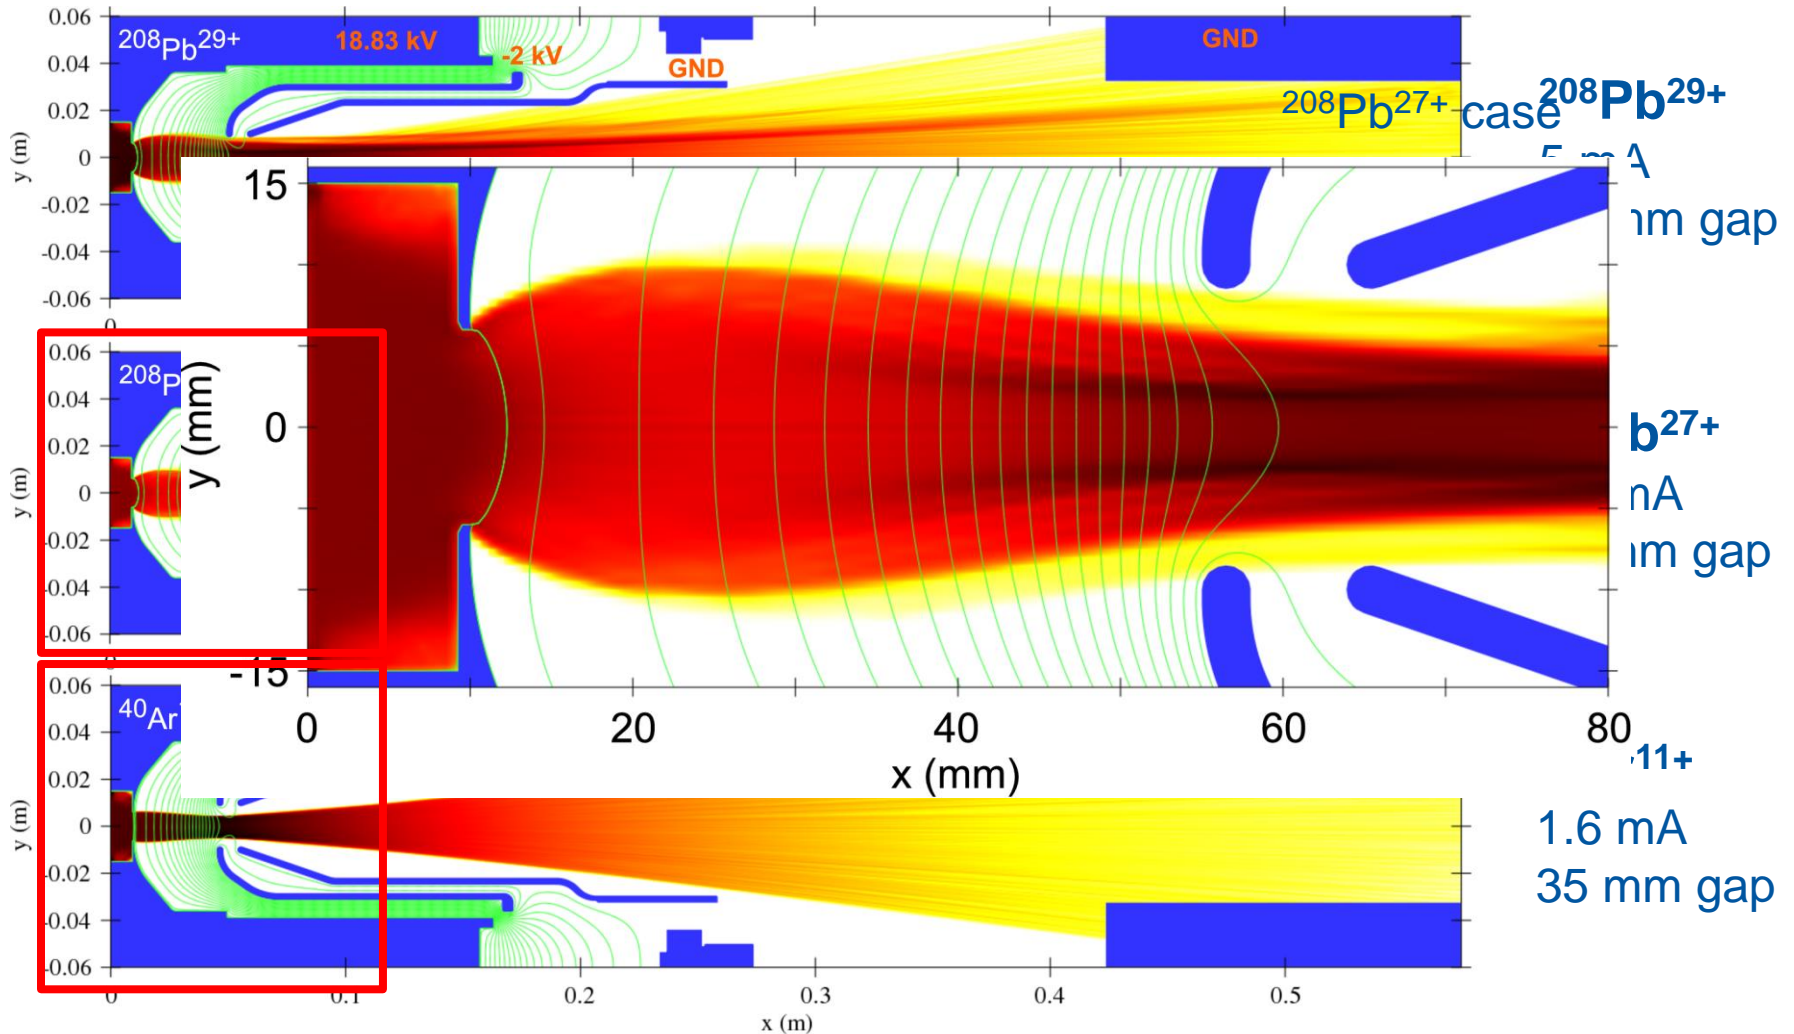 0.06
0.04
0.02
0
-0.02
-0.04
-0.06
y (m)
²⁰⁸Pb²⁹⁺
18.83 kV
-2 kV
GND
GND
²⁰⁸Pb²⁷⁺ case
²⁰⁸Pb²⁹⁺
5 mA
mm gap
0
0.06
0.04
0.02
0
-0.02
-0.04
-0.06
y (m)
²⁰⁸P
15
0
-15
y (mm)
0 20 40 60 80
x (mm)
b²⁷⁺
mA
mm gap
0.06
0.04
0.02
0
-0.02
-0.04
-0.06
y (m)
⁴⁰Ar
¹¹⁺
1.6 mA
35 mm gap
0 0.1 0.2 0.3 0.4 0.5
x (m)